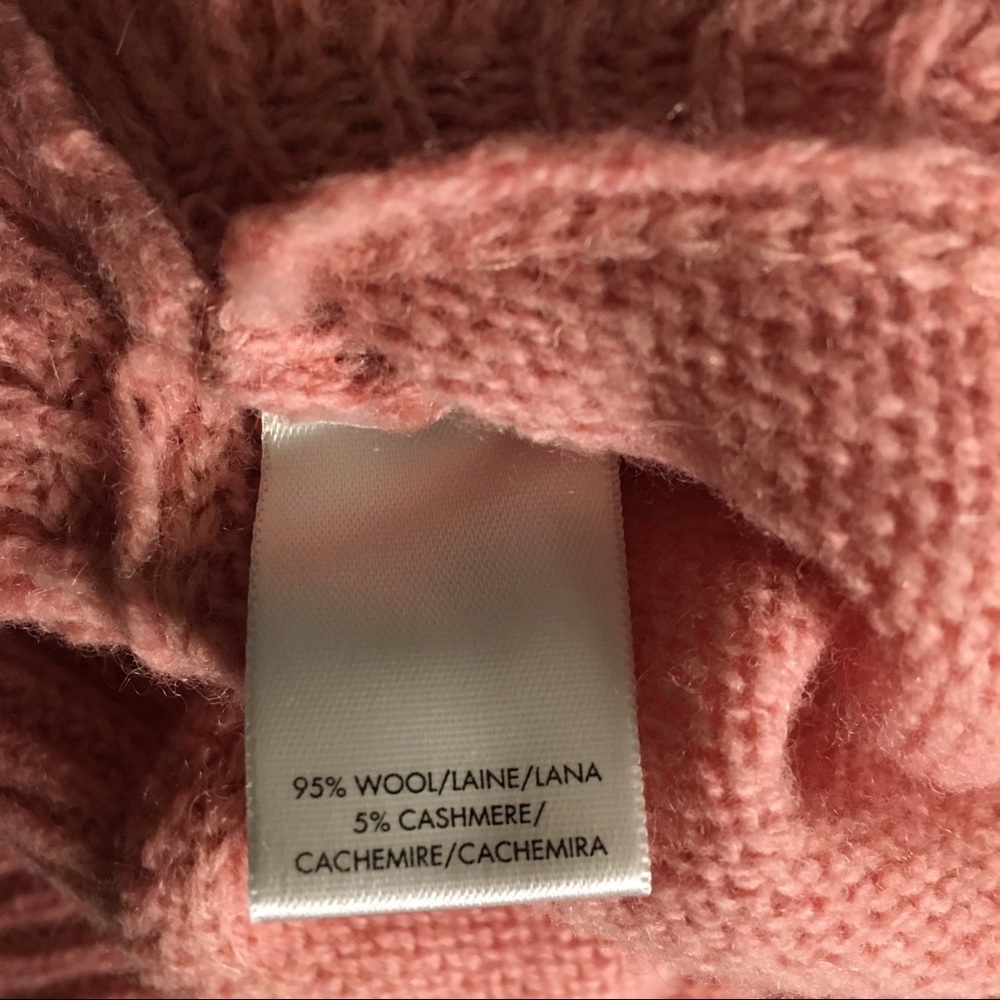 95% WOOL/LAINE/LANA
5% CASHMERE/
CACHEMIRE/CACHEMIRA